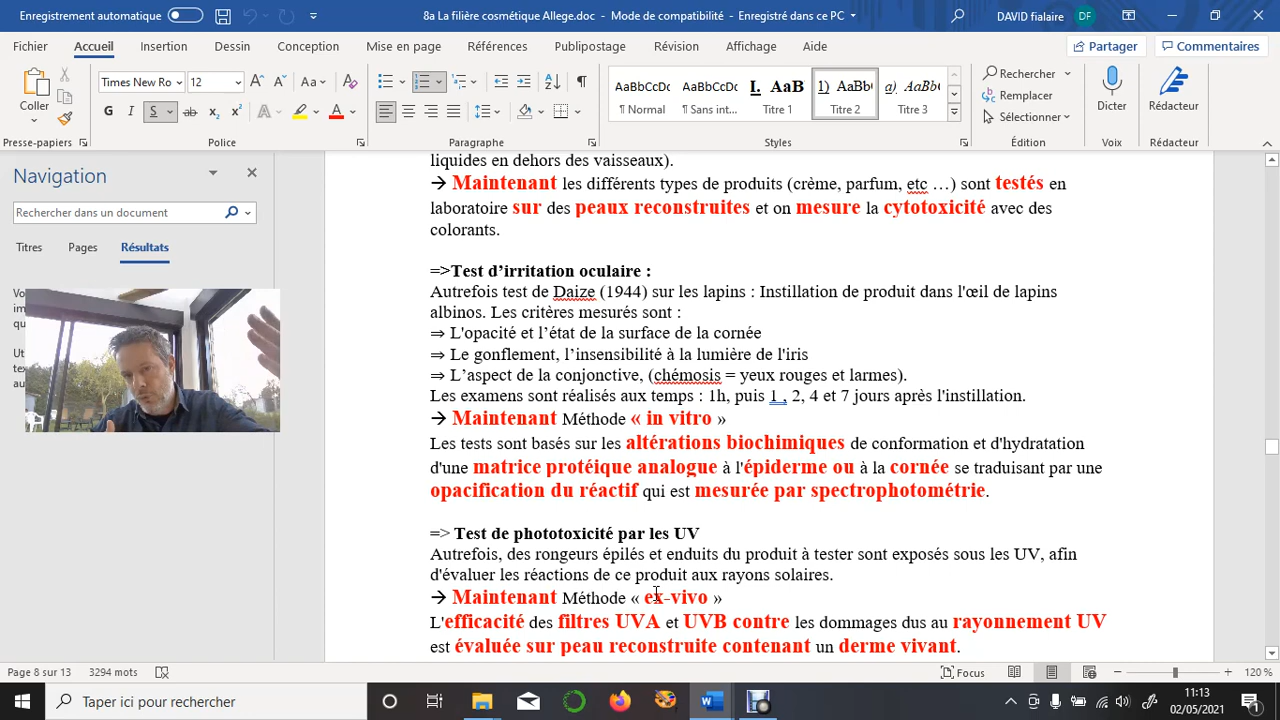 Enregistrement automatique
8a La filière cosmétique Allege.doc - Mode de compatibilité - Enregistré dans ce PC
DAVID fialaire DF
Fichier Accueil Insertion Dessin Conception Mise en page Références Publipostage Révision Affichage Aide Partager Commentaires
Coller
Times New Ro 12
AaBbCcDc AaBbCcDc I. AaB 1) AaBb( a) AaBb(
¶ Normal ¶ Sans int... Titre 1 ¶ Titre 2 ¶ Titre 3
Rechercher
Remplacer
Sélectionner
Dicter
Rédacteur
Presse-papiers Police Paragraphe Styles Édition Voix Rédacteur
Navigation
Rechercher dans un document
Titres Pages Résultats
liquides en dehors des vaisseaux).
→ Maintenant les différents types de produits (crème, parfum, etc …) sont testés en
laboratoire sur des peaux reconstruites et on mesure la cytotoxicité avec des
colorants.
=>Test d’irritation oculaire :
Autrefois test de Daize (1944) sur les lapins : Instillation de produit dans l'œil de lapins
albinos. Les critères mesurés sont :
⇒ L'opacité et l’état de la surface de la cornée
⇒ Le gonflement, l’insensibilité à la lumière de l'iris
⇒ L’aspect de la conjonctive, (chémosis = yeux rouges et larmes).
Les examens sont réalisés aux temps : 1h, puis 1 , 2, 4 et 7 jours après l'instillation.
→ Maintenant Méthode « in vitro »
Les tests sont basés sur les altérations biochimiques de conformation et d'hydratation
d'une matrice protéique analogue à l'épiderme ou à la cornée se traduisant par une
opacification du réactif qui est mesurée par spectrophotométrie.
=> Test de phototoxicité par les UV
Autrefois, des rongeurs épilés et enduits du produit à tester sont exposés sous les UV, afin
d'évaluer les réactions de ce produit aux rayons solaires.
→ Maintenant Méthode « ex-vivo »
L'efficacité des filtres UVA et UVB contre les dommages dus au rayonnement UV
est évaluée sur peau reconstruite contenant un derme vivant.
Page 8 sur 13 3294 mots Focus 120 %
Taper ici pour rechercher
11:13
02/05/2021